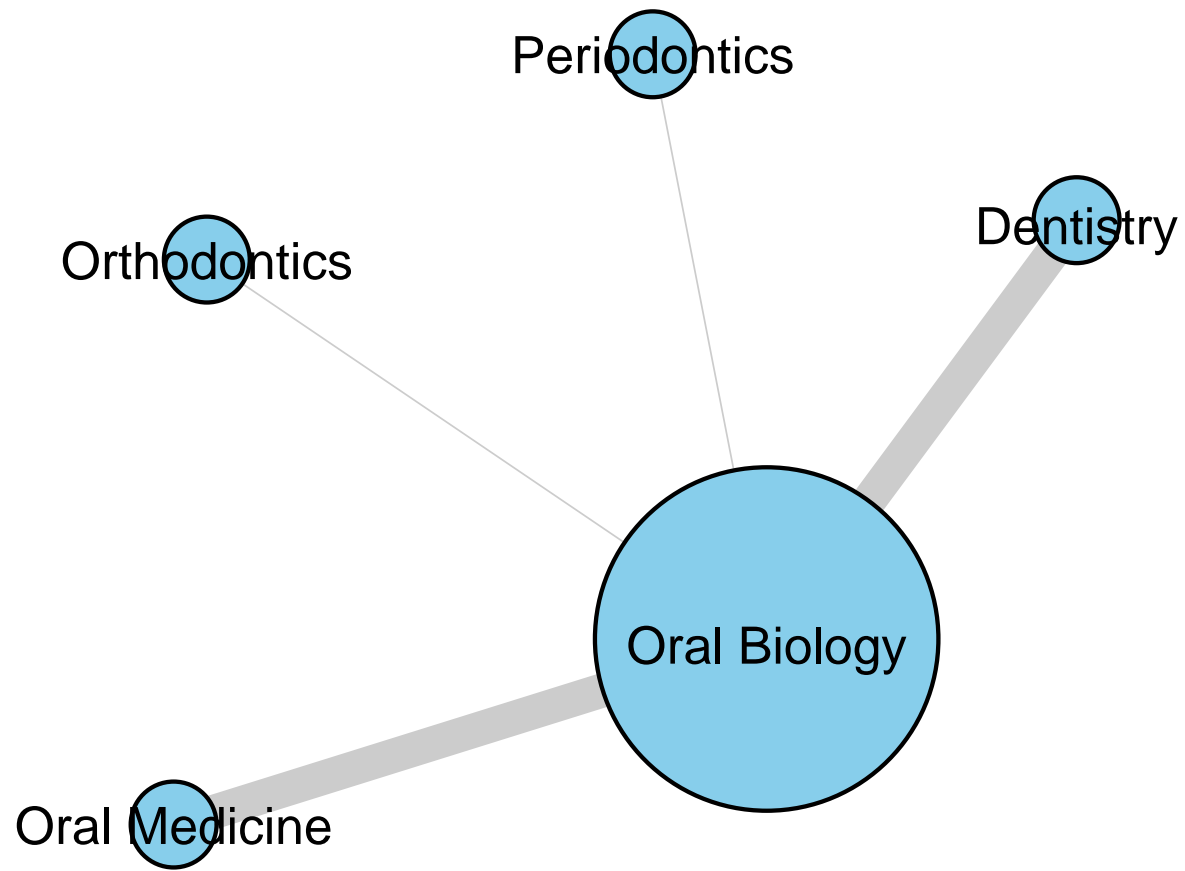 Periodontics
Dentistry
Orthodontics
Oral Biology
Oral Medicine